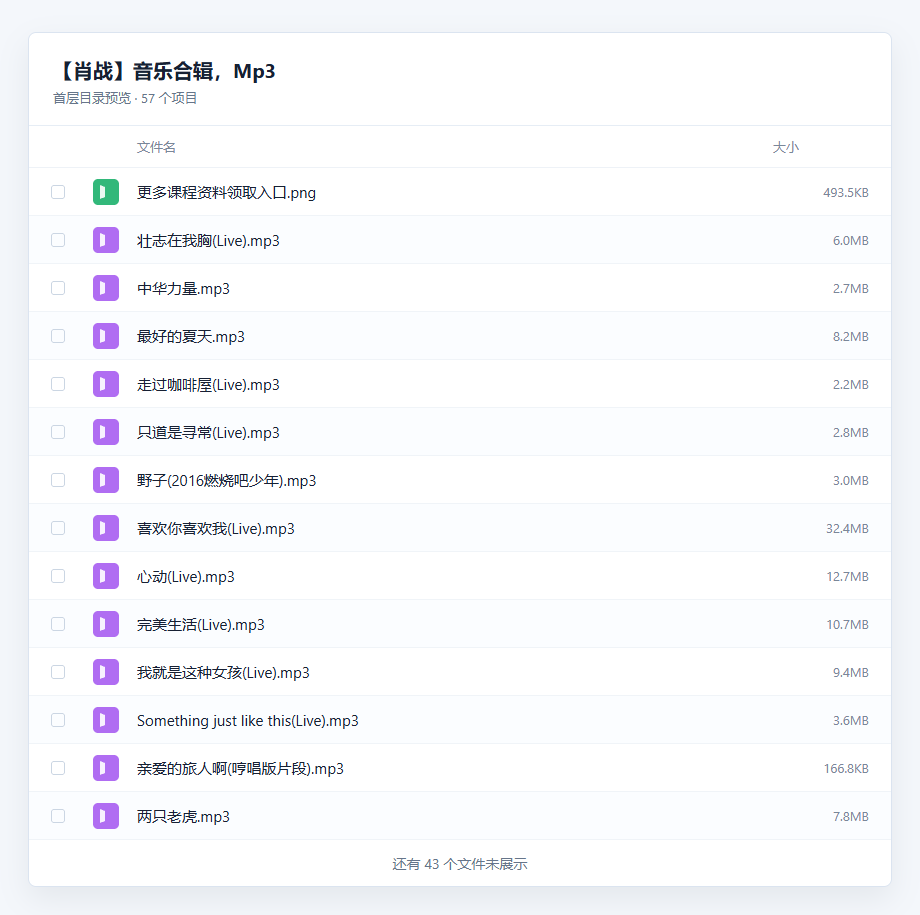 【肖战】音乐合辑，Mp3
首层目录预览 · 57 个项目
文件名 大小
更多课程资料领取入口.png 493.5KB
壮志在我胸(Live).mp3 6.0MB
中华力量.mp3 2.7MB
最好的夏天.mp3 8.2MB
走过咖啡屋(Live).mp3 2.2MB
只道是寻常(Live).mp3 2.8MB
野子(2016燃烧吧少年).mp3 3.0MB
喜欢你喜欢我(Live).mp3 32.4MB
心动(Live).mp3 12.7MB
完美生活(Live).mp3 10.7MB
我就是这种女孩(Live).mp3 9.4MB
Something just like this(Live).mp3 3.6MB
亲爱的旅人啊(哼唱版片段).mp3 166.8KB
两只老虎.mp3 7.8MB
还有 43 个文件未展示